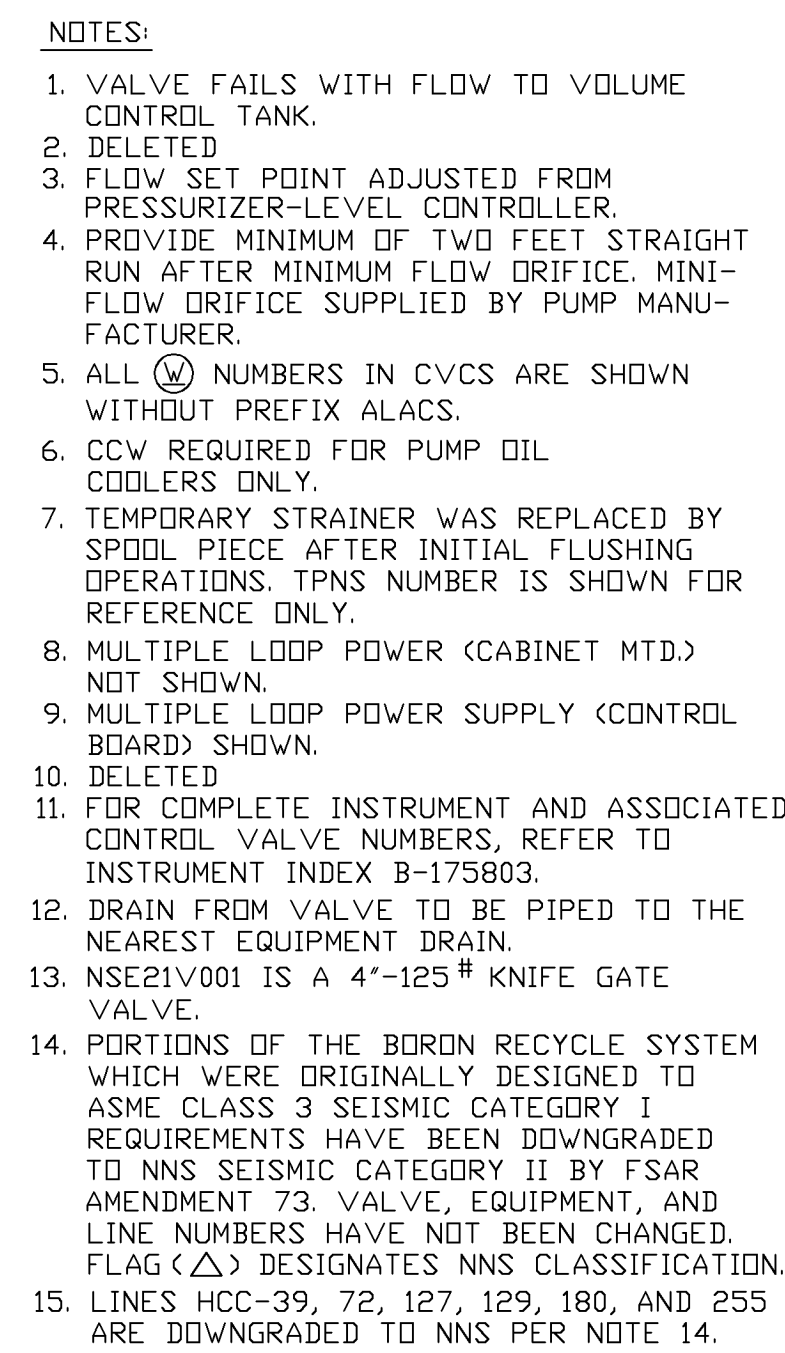 NOTES:
1. VALVE FAILS WITH FLOW TO VOLUME
CONTROL TANK.
2. DELETED
3. FLOW SET POINT ADJUSTED FROM
PRESSURIZER-LEVEL CONTROLLER.
4. PROVIDE MINIMUM OF TWO FEET STRAIGHT
RUN AFTER MINIMUM FLOW ORIFICE. MINI-
FLOW ORIFICE SUPPLIED BY PUMP MANU-
FACTURER.
5. ALL Ⓦ NUMBERS IN CVCS ARE SHOWN
WITHOUT PREFIX ALACS.
6. CCW REQUIRED FOR PUMP OIL
COOLERS ONLY.
7. TEMPORARY STRAINER WAS REPLACED BY
SPOOL PIECE AFTER INITIAL FLUSHING
OPERATIONS. TPNS NUMBER IS SHOWN FOR
REFERENCE ONLY.
8. MULTIPLE LOOP POWER (CABINET MTD.)
NOT SHOWN.
9. MULTIPLE LOOP POWER SUPPLY (CONTROL
BOARD) SHOWN.
10. DELETED
11. FOR COMPLETE INSTRUMENT AND ASSOCIATED
CONTROL VALVE NUMBERS, REFER TO
INSTRUMENT INDEX B-175803.
12. DRAIN FROM VALVE TO BE PIPED TO THE
NEAREST EQUIPMENT DRAIN.
13. NSE21V001 IS A 4"-125# KNIFE GATE
VALVE.
14. PORTIONS OF THE BORON RECYCLE SYSTEM
WHICH WERE ORIGINALLY DESIGNED TO
ASME CLASS 3 SEISMIC CATEGORY I
REQUIREMENTS HAVE BEEN DOWNGRADED
TO NNS SEISMIC CATEGORY II BY FSAR
AMENDMENT 73. VALVE, EQUIPMENT, AND
LINE NUMBERS HAVE NOT BEEN CHANGED.
FLAG (△) DESIGNATES NNS CLASSIFICATION.
15. LINES HCC-39, 72, 127, 129, 180, AND 255
ARE DOWNGRADED TO NNS PER NOTE 14.